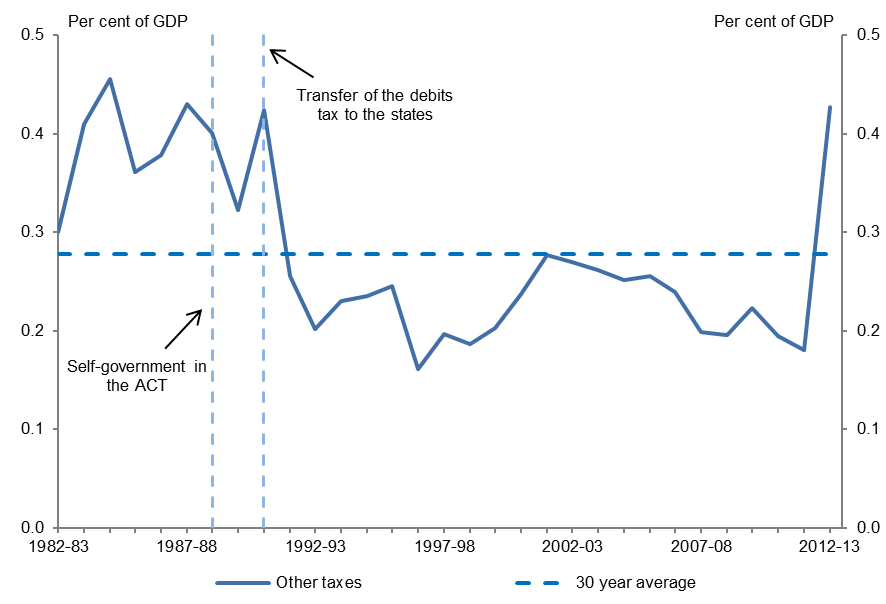 Per cent of GDP
Per cent of GDP
0.5
0.5
Transfer of the debits
tax to the states
0.4
0.4
0.3
0.3
0.2
0.2
Self-government in
the ACT
0.1
0.1
0.0
0.0
1982-83
1987-88
1992-93
1997-98
2002-03
2007-08
2012-13
Other taxes
30 year average